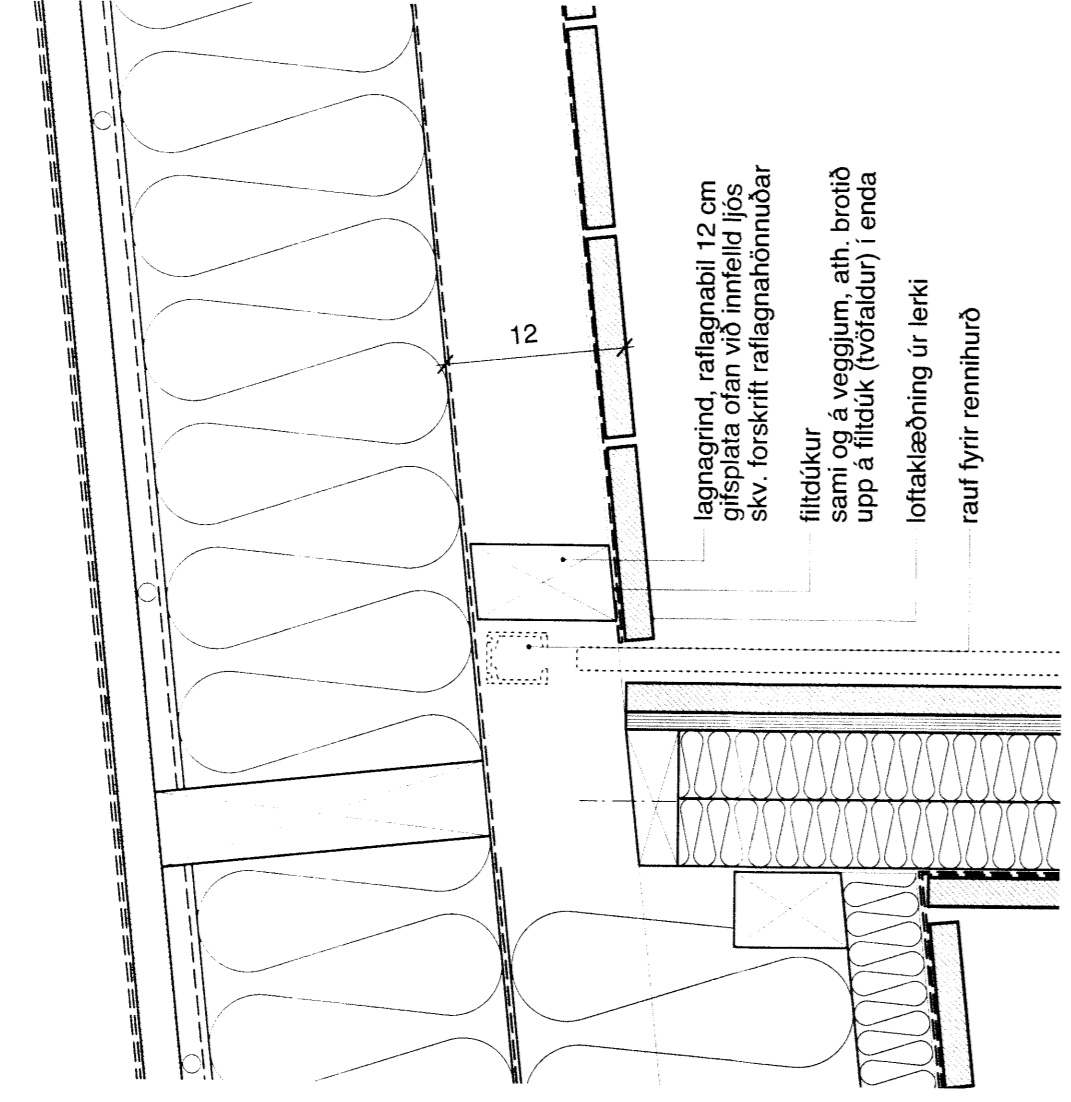 12
lagnagrind, raflagnabil 12 cm
gifsplata ofan við innfelld ljós
skv. forskrift raflagnahönnuðar
filtdúkur
sami og á veggjum, ath. brotið
upp á filtdúk (tvöfaldur) í enda
loftaklæðning úr lerki
rauf fyrir rennihurð